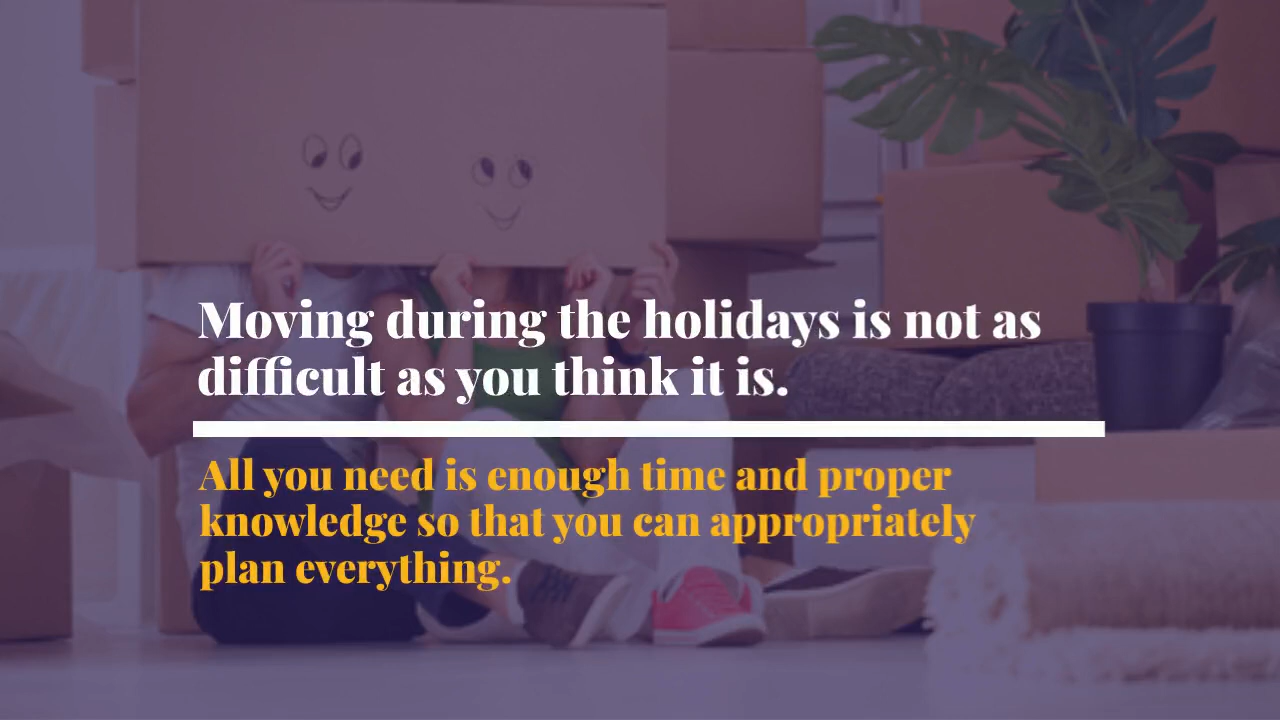 Moving during the holidays is not as
difficult as you think it is.
All you need is enough time and proper
knowledge so that you can appropriately
plan everything.